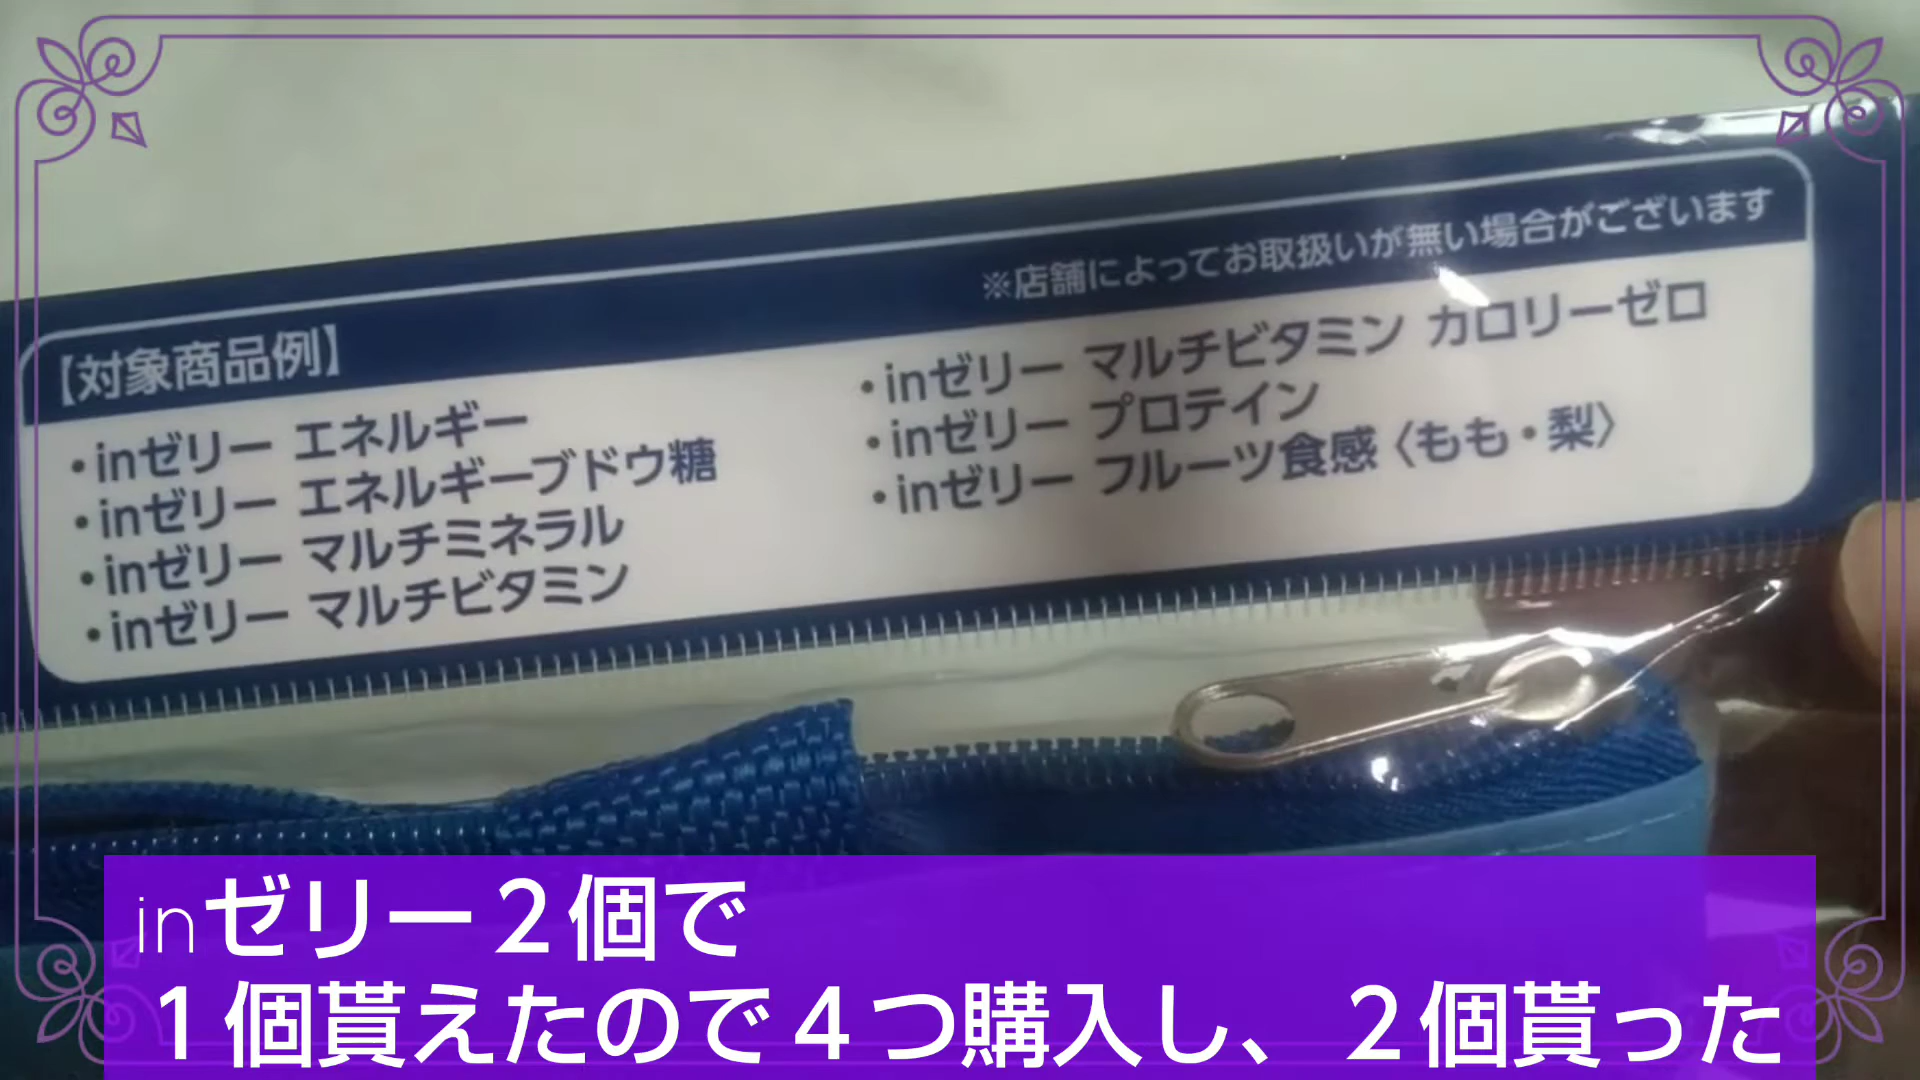 ※店舗によってお取扱いが無い場合がございます
【対象商品例】
・inゼリー エネルギー
・inゼリー エネルギーブドウ糖
・inゼリー マルチミネラル
・inゼリー マルチビタミン
・inゼリー マルチビタミン カロリーゼロ
・inゼリー プロテイン
・inゼリー フルーツ食感〈もも・梨〉
inゼリー２個で
１個貰えたので４つ購入し、２個貰った